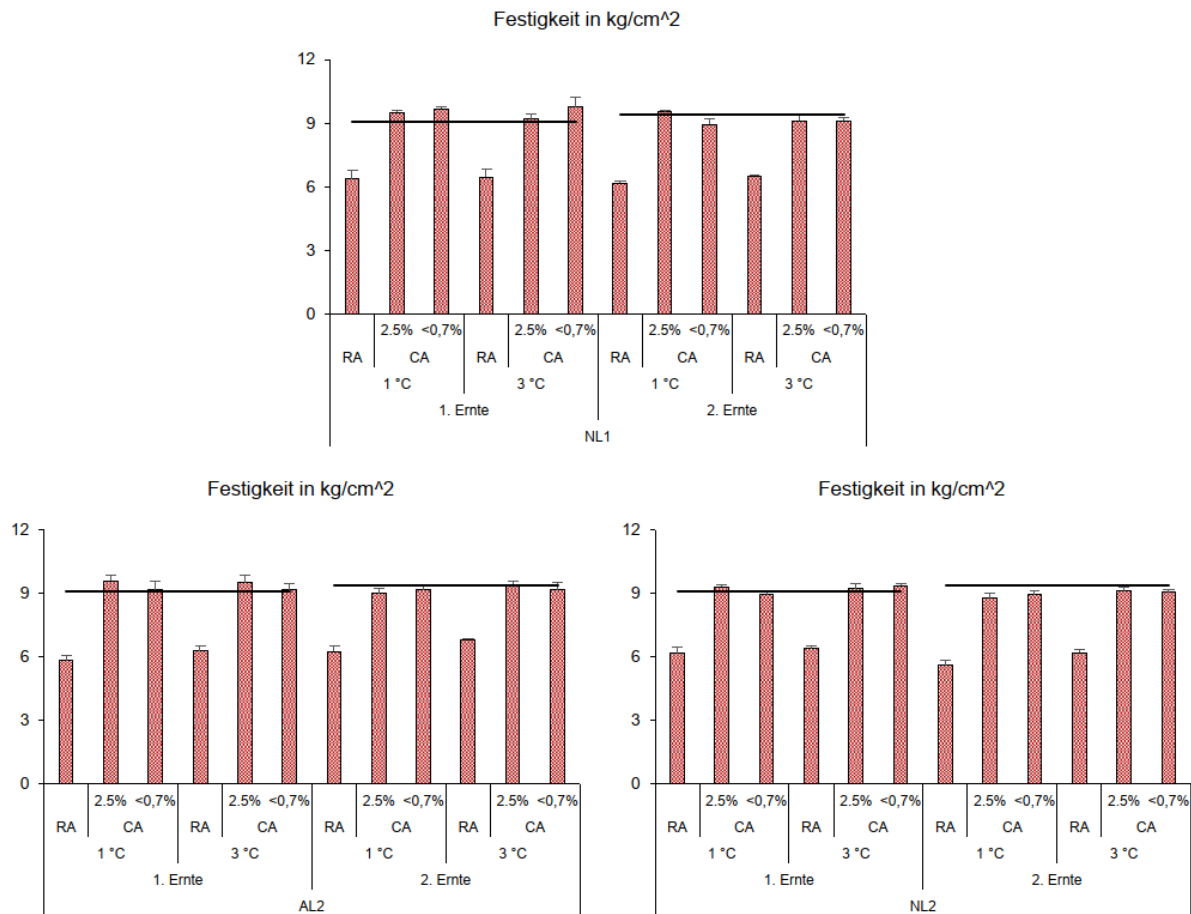 Festigkeit in kg/cm^2
12
9
6
3
0
2.5% <0,7% 2.5% <0,7% 2.5% <0,7% 2.5% <0,7%
RA CA RA CA RA CA RA CA
1 °C 3 °C 1 °C 3 °C
1. Ernte 2. Ernte
NL1
Festigkeit in kg/cm^2
12
9
6
3
0
2.5% <0,7% 2.5% <0,7% 2.5% <0,7% 2.5% <0,7%
RA CA RA CA RA CA RA CA
1 °C 3 °C 1 °C 3 °C
1. Ernte 2. Ernte
AL2
Festigkeit in kg/cm^2
12
9
6
3
0
2.5% <0,7% 2.5% <0,7% 2.5% <0,7% 2.5% <0,7%
RA CA RA CA RA CA RA CA
1 °C 3 °C 1 °C 3 °C
1. Ernte 2. Ernte
NL2